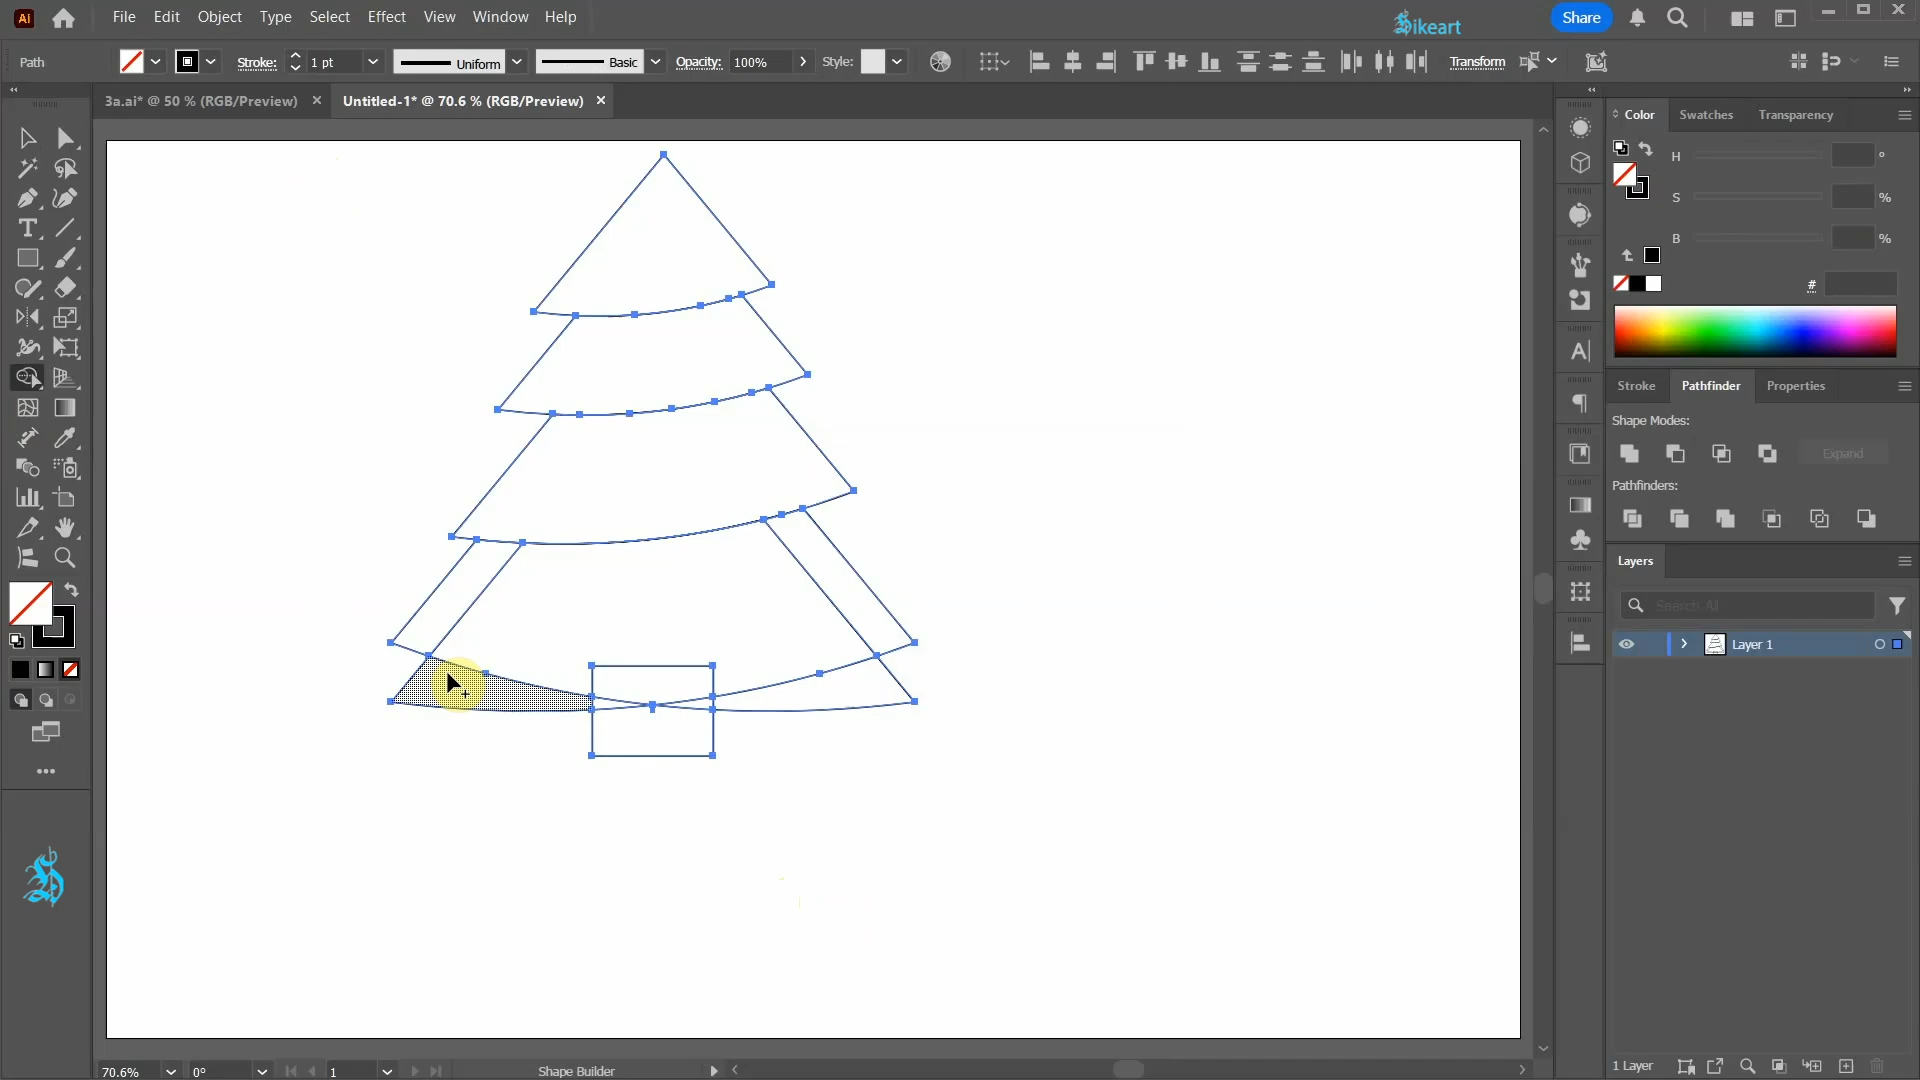 Ai
File Edit Object Type Select Effect View Window Help
Sikeart
Share
Path
Stroke: 1 pt Uniform Basic Opacity: 100% Style: Transform
3a.ai* @ 50 % (RGB/Preview) × Untitled-1* @ 70.6 % (RGB/Preview) ×
Color Swatches Transparency
H °
S %
B %
#
Stroke Pathfinder Properties
Shape Modes:
Expand
Pathfinders:
Layers
Search All
Layer 1
1 Layer
70.6% 0° 1 Shape Builder